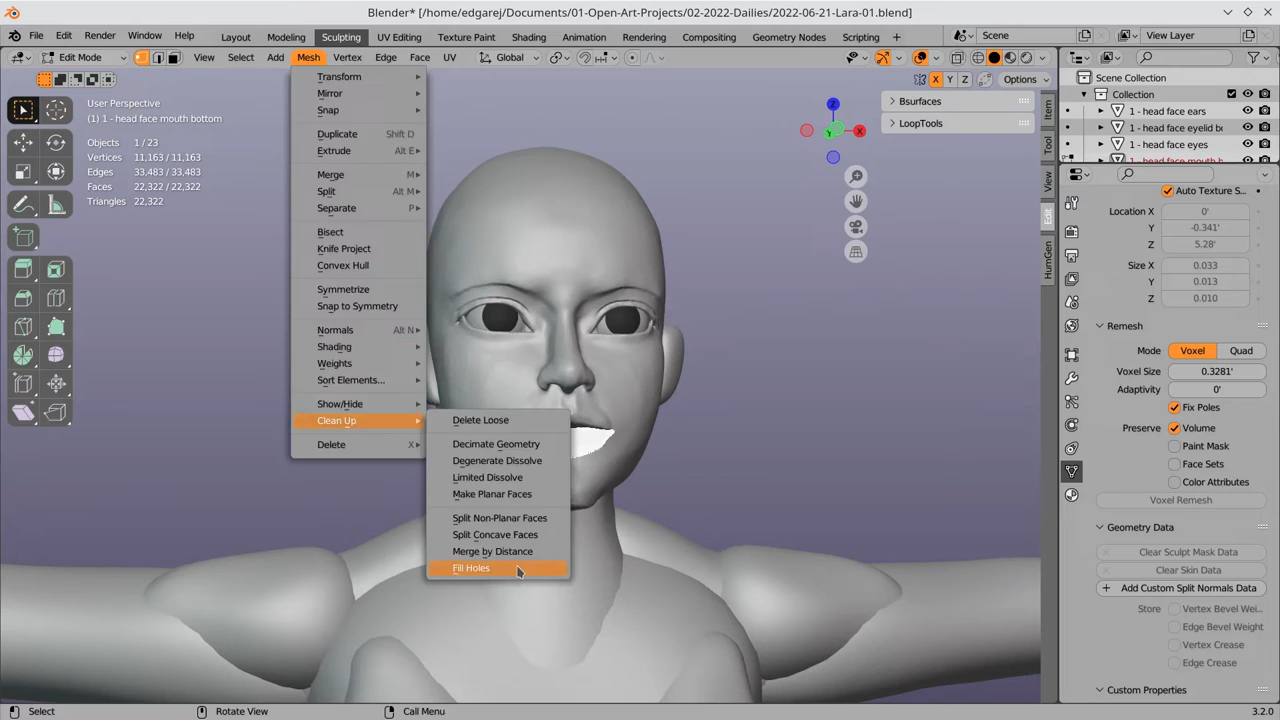 Blender* [/home/edgarej/Documents/01-Open-Art-Projects/02-2022-Dailies/2022-06-21-Lara-01.blend]
File Edit Render Window Help Layout Modeling Sculpting UV Editing Texture Paint Shading Animation Rendering Compositing Geometry Nodes Scripting + Scene View Layer
Edit Mode View Select Add Mesh Vertex Edge Face UV Global
X Y Z Options
User Perspective
(1) 1 - head face mouth bottom
Objects 1 / 23
Vertices 11,163 / 11,163
Edges 33,483 / 33,483
Faces 22,322 / 22,322
Triangles 22,322
Transform
Mirror
Snap
Duplicate Shift D
Extrude Alt E
Merge M
Split Alt M
Separate P
Bisect
Knife Project
Convex Hull
Symmetrize
Snap to Symmetry
Normals Alt N
Shading
Weights
Sort Elements...
Show/Hide
Clean Up
Delete X
Delete Loose
Decimate Geometry
Degenerate Dissolve
Limited Dissolve
Make Planar Faces
Split Non-Planar Faces
Split Concave Faces
Merge by Distance
Fill Holes
Z
X
Y
Bsurfaces
LoopTools
Item
Tool
View
Edit
HumGen
Scene Collection
Collection
1 - head face ears
1 - head face eyelid bo
1 - head face eyes
1 - head face mouth b
Auto Texture S...
Location X 0'
Y -0.341'
Z 5.28'
Size X 0.033
Y 0.013
Z 0.010
Remesh
Mode Voxel Quad
Voxel Size 0.3281'
Adaptivity 0'
Fix Poles
Preserve Volume
Paint Mask
Face Sets
Color Attributes
Voxel Remesh
Geometry Data
Clear Sculpt Mask Data
Clear Skin Data
+ Add Custom Split Normals Data
Store Vertex Bevel Wei...
Edge Bevel Weight
Vertex Crease
Edge Crease
Custom Properties
Select Rotate View Call Menu 3.2.0